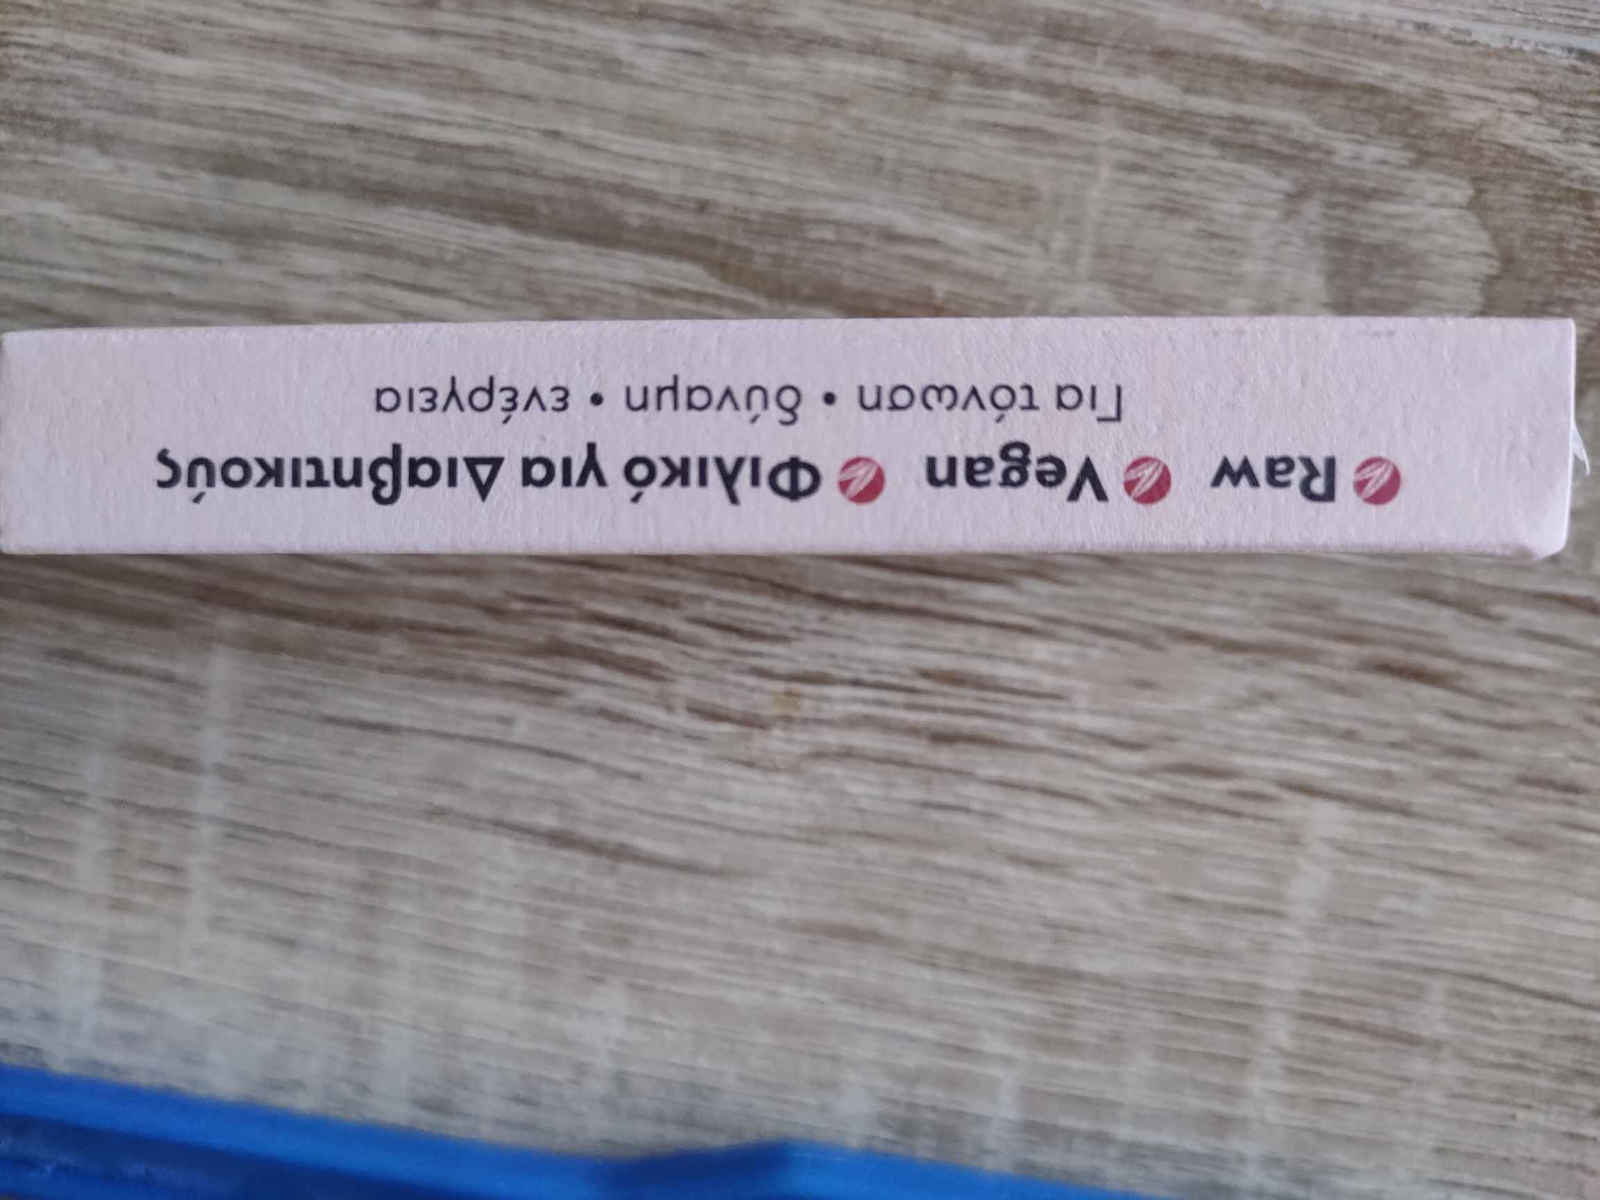 Raw Vegan Φιλικό για Διαβητικούς
Για τόνωση • δύναμη • ενέργεια